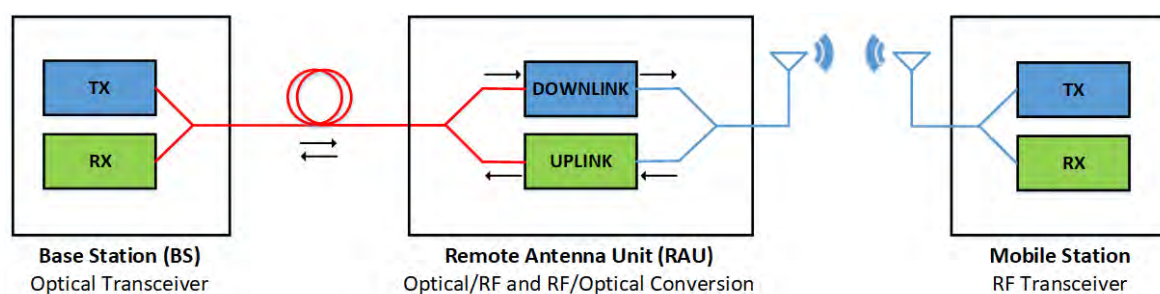 TX
RX
DOWNLINK
UPLINK
TX
RX
Base Station (BS)
Optical Transceiver
Remote Antenna Unit (RAU)
Optical/RF and RF/Optical Conversion
Mobile Station
RF Transceiver